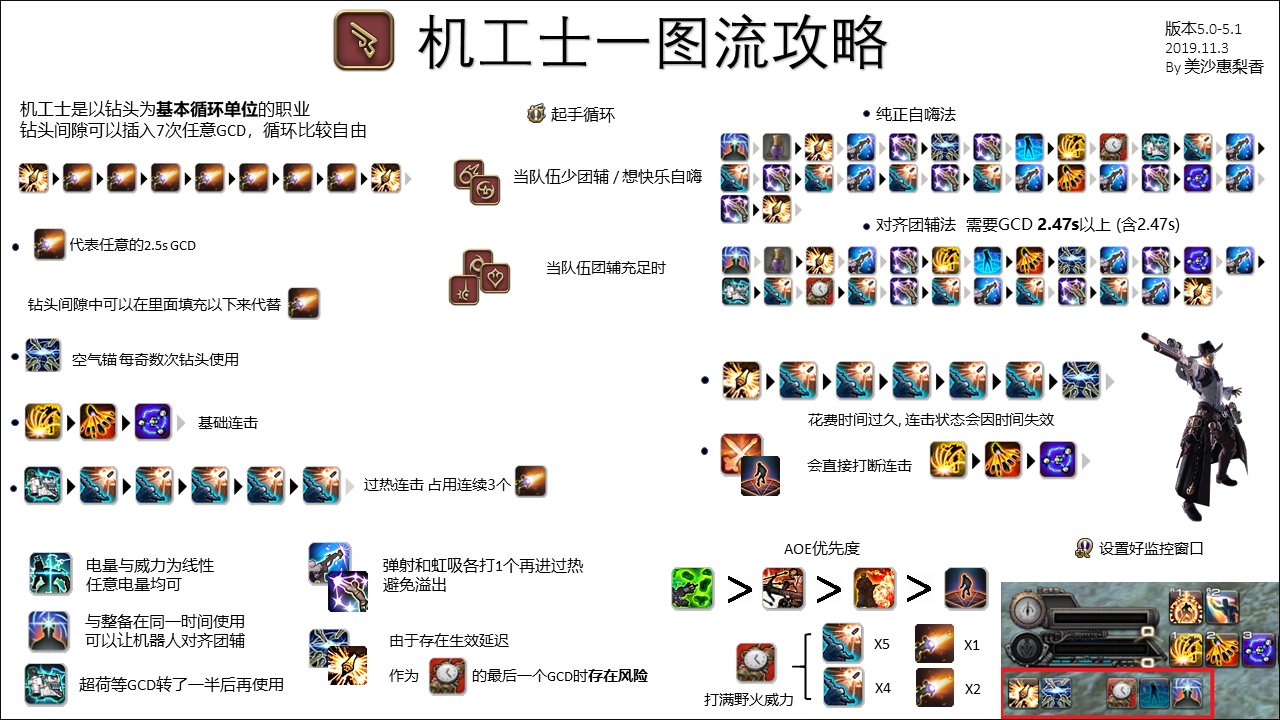 机工士一图流攻略
版本5.0-5.1
2019.11.3
By 美沙惠梨香
机工士是以钻头为基本循环单位的职业
钻头间隙可以插入7次任意GCD，循环比较自由
代表任意的2.5s GCD
钻头间隙中可以在里面填充以下来代替
空气锚 每奇数次钻头使用
基础连击
过热连击 占用连续3个
起手循环
当队伍少团辅 / 想快乐自嗨
当队伍团辅充足时
纯正自嗨法
对齐团辅法 需要GCD 2.47s以上 (含2.47s)
花费时间过久, 连击状态会因时间失效
会直接打断连击
电量与威力为线性
任意电量均可
与整备在同一时间使用
可以让机器人对齐团辅
超荷等GCD转了一半后再使用
弹射和虹吸各打1个再进过热
避免溢出
由于存在生效延迟
作为 的最后一个GCD时存在风险
AOE优先度
> > >
打满野火威力
X5 X1
X4 X2
设置好监控窗口
1 2
1 2 3